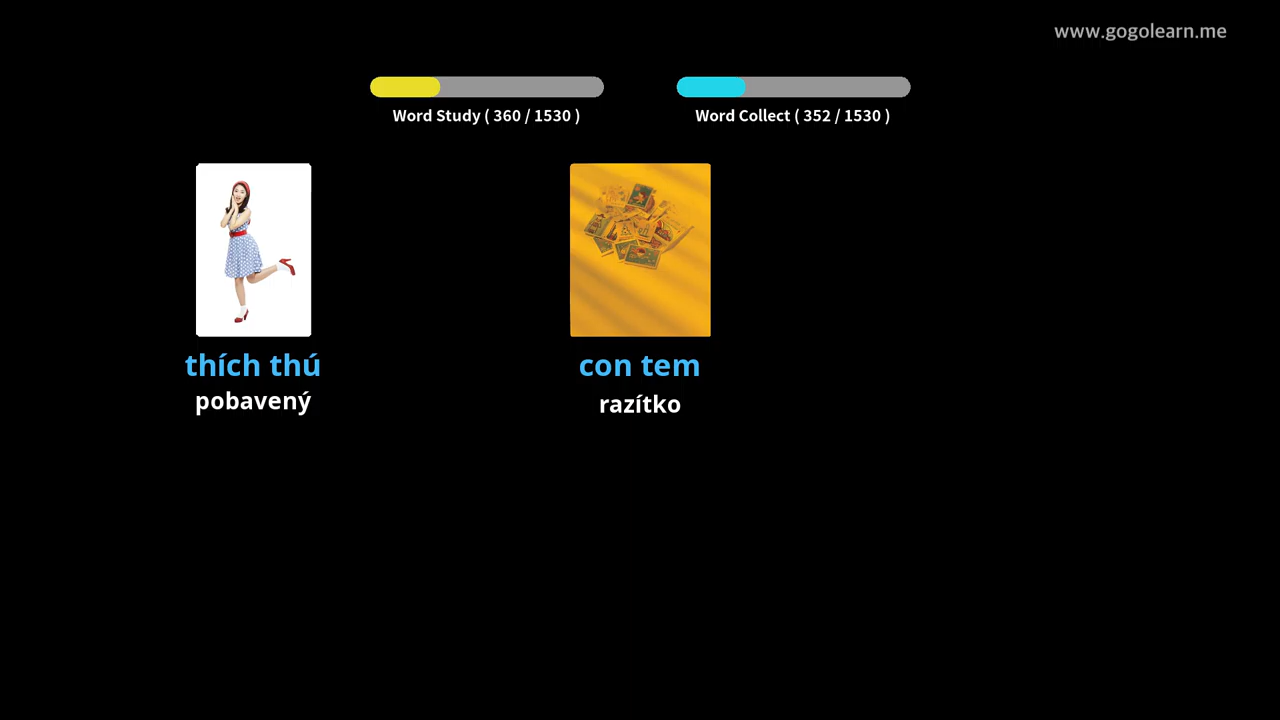 www.gogolearn.me
Word Study ( 360 / 1530 )
Word Collect ( 352 / 1530 )
thích thú
pobavený
con tem
razítko